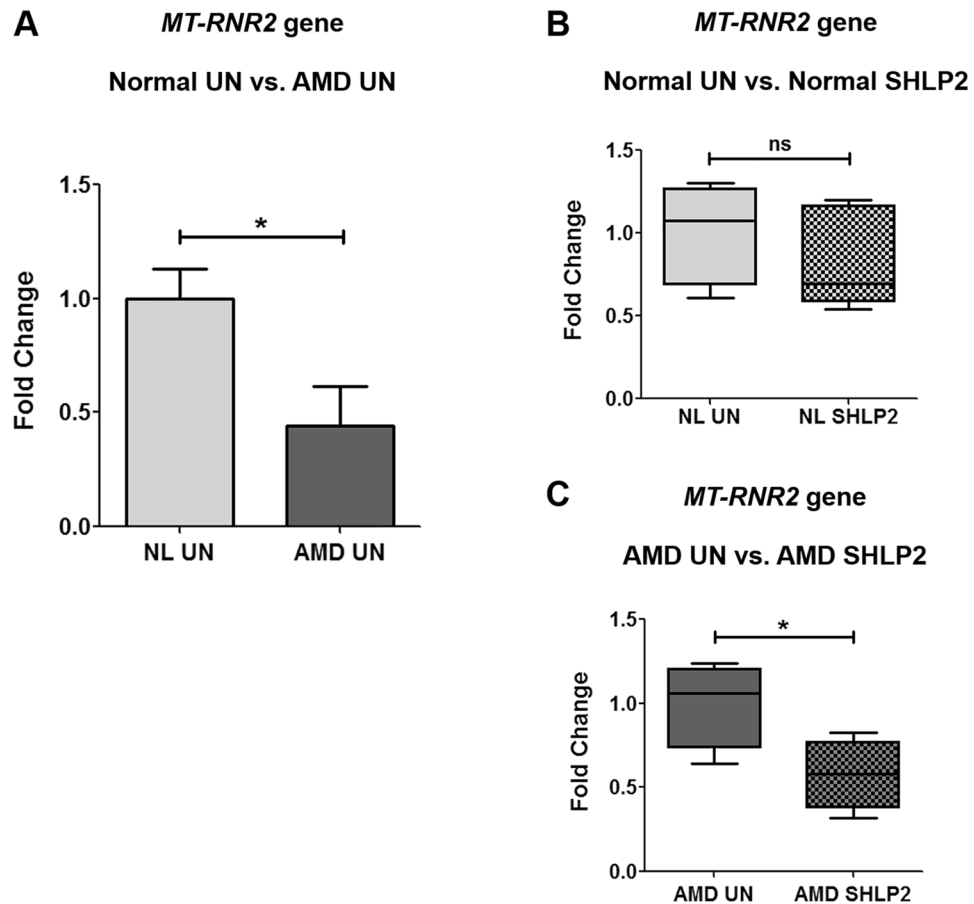 A
MT-RNR2 gene
Normal UN vs. AMD UN
Fold Change
1.5
1.0
0.5
0.0
*
NL UN
AMD UN
B
MT-RNR2 gene
Normal UN vs. Normal SHLP2
Fold Change
1.5
1.0
0.5
0.0
ns
NL UN
NL SHLP2
C
MT-RNR2 gene
AMD UN vs. AMD SHLP2
Fold Change
1.5
1.0
0.5
0.0
*
AMD UN
AMD SHLP2